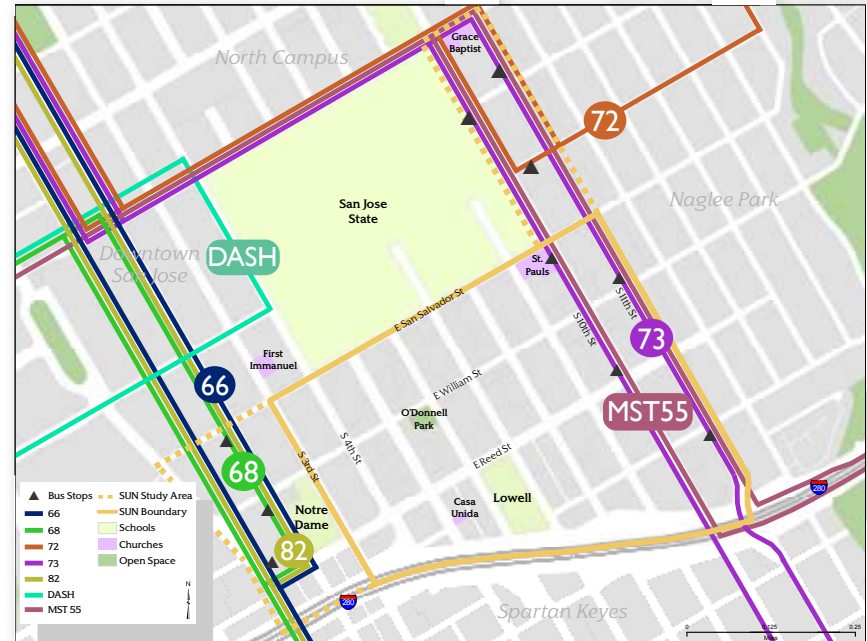 North Campus
Grace
Baptist
72
San Jose
State
Naglee Park
Downtown
San Jose
DASH
St.
Pauls
E San Salvador St
S 11th St
S 10th St
73
First
Immanuel
66
E William St
MST55
O'Donnell
Park
S 4th St
S 3rd St
E Reed St
68
Casa
Unida
Lowell
Notre
Dame
82
280
280
Spartan Keyes
Bus Stops
66
68
72
73
82
DASH
MST 55
SUN Study Area
SUN Boundary
Schools
Churches
Open Space
N
0 0.125 0.25
Miles